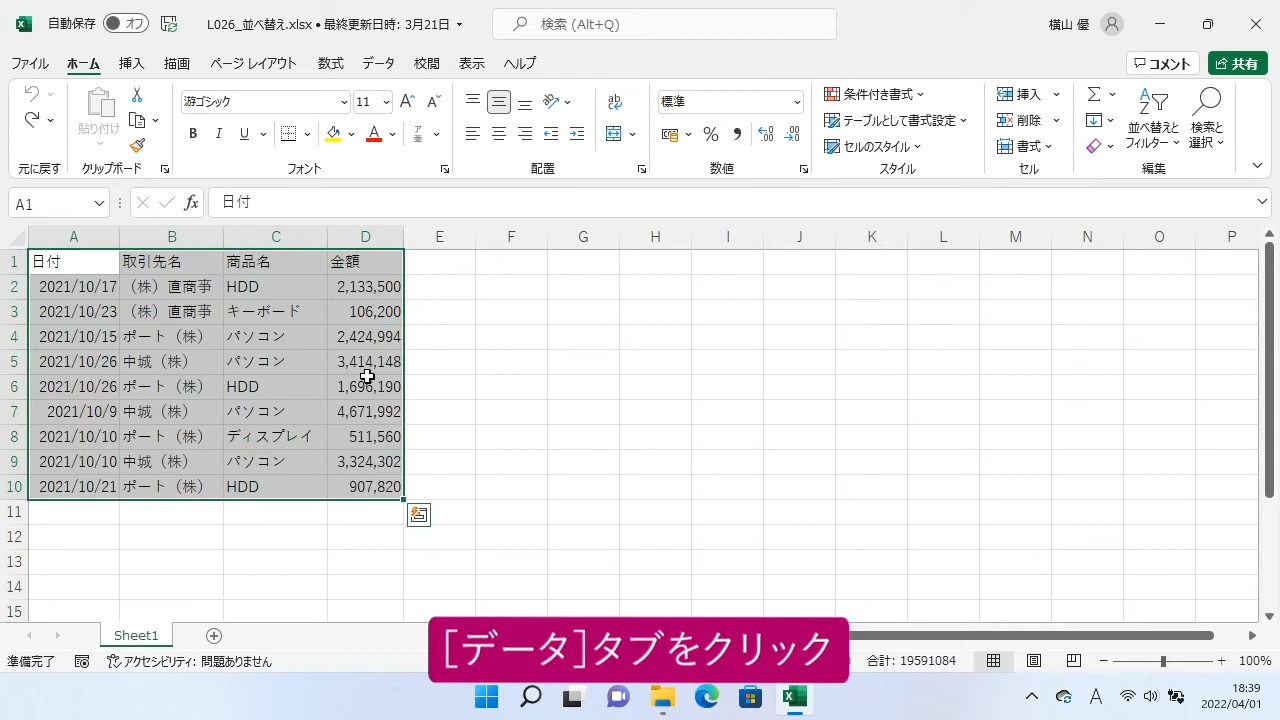 自動保存 オフ L026_並べ替え.xlsx • 最終更新日時: 3月21日 検索 (Alt+Q) 横山 優
ファイル ホーム 挿入 描画 ページ レイアウト 数式 データ 校閲 表示 ヘルプ コメント 共有
貼り付け 游ゴシック 11 標準 条件付き書式 挿入
テーブルとして書式設定 削除 並べ替えと フィルター 検索と 選択
セルのスタイル 書式
元に戻す クリップボード フォント 配置 数値 スタイル セル 編集
A1 日付
A B C D E F G H I J K L M N O P
1 日付 取引先名 商品名 金額
2 2021/10/17 （株）直商亊 HDD 2,133,500
3 2021/10/23 （株）直商亊 キーボード 106,200
4 2021/10/15 ポート（株） パソコン 2,424,994
5 2021/10/26 中城（株） パソコン 3,414,148
6 2021/10/26 ポート（株） HDD 1,696,190
7 2021/10/9 中城（株） パソコン 4,671,992
8 2021/10/10 ポート（株） ディスプレイ 511,560
9 2021/10/10 中城（株） パソコン 3,324,302
10 2021/10/21 ポート（株） HDD 907,820
11
12
13
14
15
Sheet1
[データ]タブをクリック
準備完了 アクセシビリティ: 問題ありません 合計: 19591084 100%
A 18:39
2022/04/01